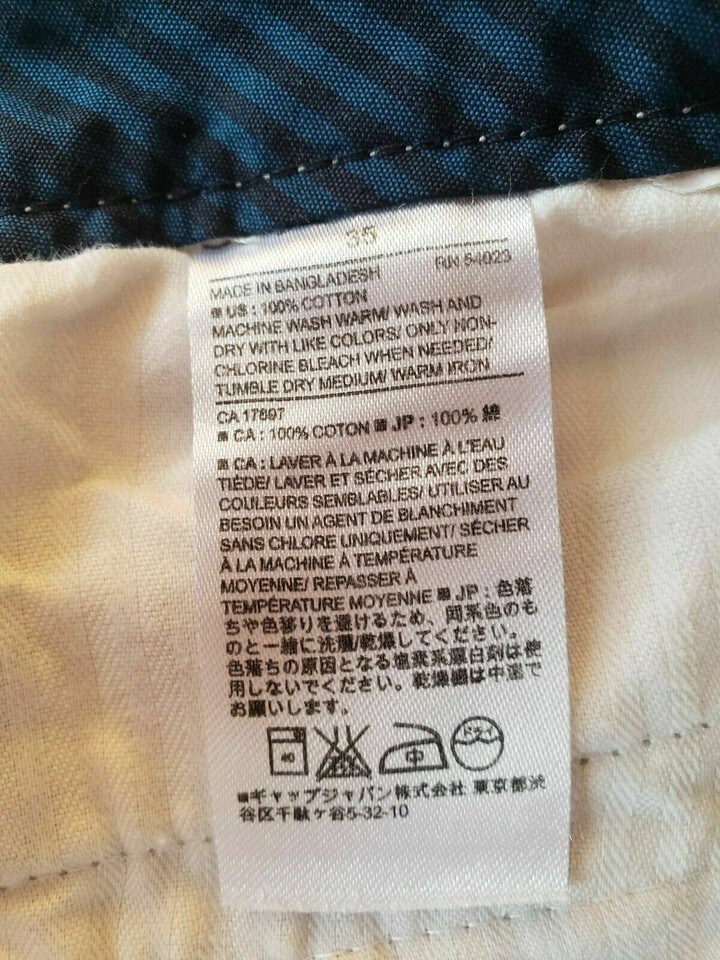 35
MADE IN BANGLADESH RN 54023
US : 100% COTTON
MACHINE WASH WARM/ WASH AND
DRY WITH LIKE COLORS/ ONLY NON-
CHLORINE BLEACH WHEN NEEDED/
TUMBLE DRY MEDIUM/ WARM IRON
CA 17897
CA : 100% COTON JP : 100% 綿
CA : LAVER À LA MACHINE À L'EAU
TIÈDE/ LAVER ET SÉCHER AVEC DES
COULEURS SEMBLABLES/ UTILISER AU
BESOIN UN AGENT DE BLANCHIMENT
SANS CHLORE UNIQUEMENT/ SÉCHER
À LA MACHINE À TEMPÉRATURE
MOYENNE/ REPASSER À
TEMPÉRATURE MOYENNE JP : 色落
ちや色移りを避けるため、同系色のも
のと一緒に洗濯/乾燥してください。
色落ちの原因となる塩素系漂白剤は使
用しないでください。乾燥機は中温で
お願いします。
40 中 ドライ
ギャップジャパン株式会社 東京都渋
谷区千駄ヶ谷5-32-10